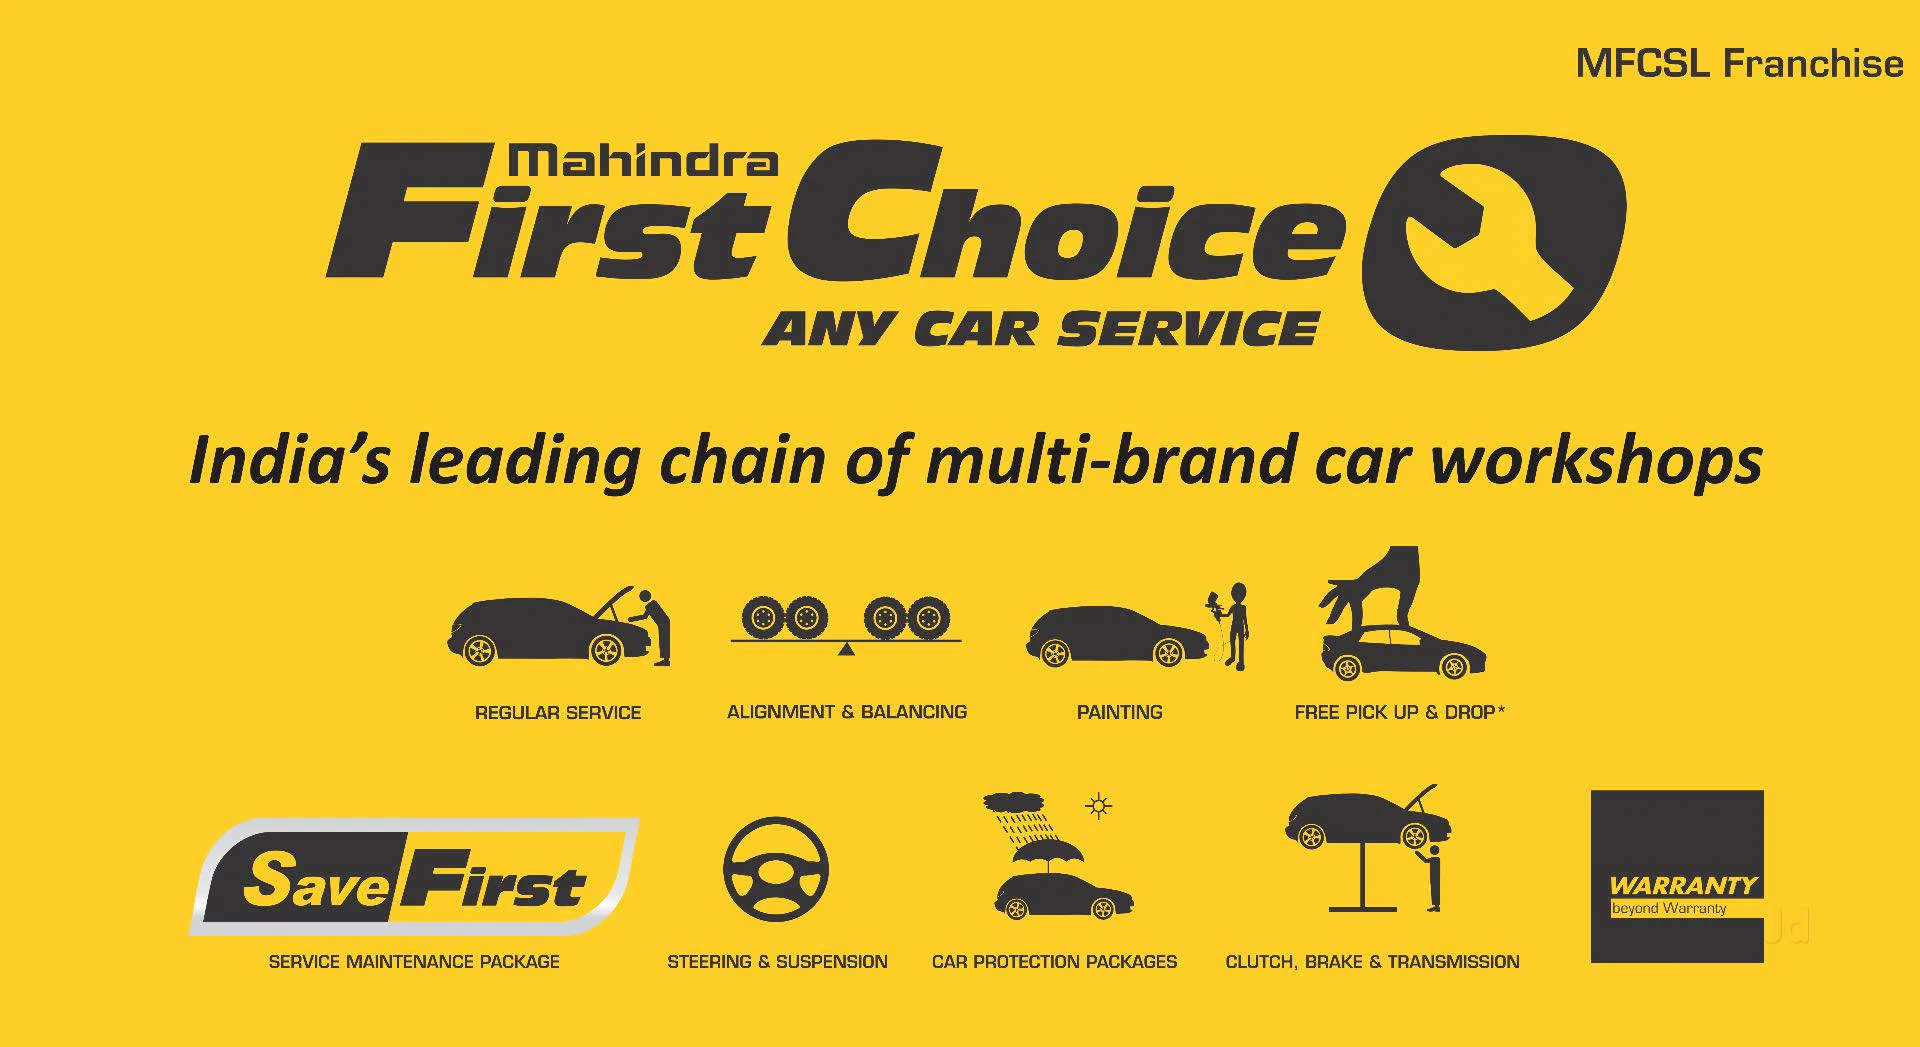 MFCSL Franchise
Mahindra
First Choice
ANY CAR SERVICE
India's leading chain of multi-brand car workshops
REGULAR SERVICE
ALIGNMENT & BALANCING
PAINTING
FREE PICK UP & DROP*
Save First
SERVICE MAINTENANCE PACKAGE
STEERING & SUSPENSION
CAR PROTECTION PACKAGES
CLUTCH, BRAKE & TRANSMISSION
WARRANTY
beyond Warranty
Jd